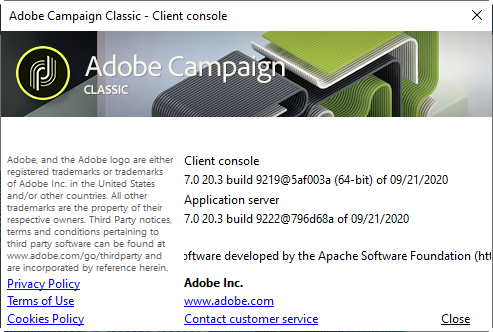 Adobe Campaign Classic - Client console
Adobe Campaign
CLASSIC
Adobe, and the Adobe logo are either
registered trademarks or trademarks
of Adobe Inc. in the United States
and/or other countries. All other
trademarks are the property of their
respective owners. Third Party notices,
terms and conditions pertaining to
third party software can be found at
www.adobe.com/go/thirdparty and
are incorporated by reference herein.
Privacy Policy
Terms of Use
Cookies Policy
Client console
7.0 20.3 build 9219@5af003a (64-bit) of 09/21/2020
Application server
7.0 20.3 build 9222@796d68a of 09/21/2020
oftware developed by the Apache Software Foundation (htt
Adobe Inc.
www.adobe.com
Contact customer service
Close